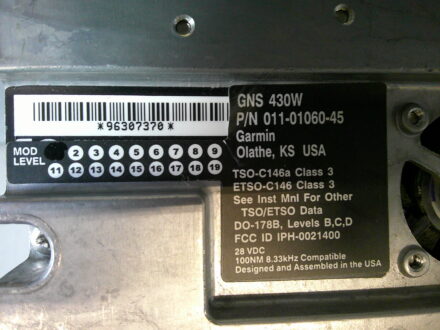 *96307370*
MOD
LEVEL
2 3 4 5 6 7 8 9
11 12 13 14 15 16 17 18 19
GNS 430W
P/N 011-01060-45
Garmin
Olathe, KS USA
TSO-C146a Class 3
ETSO-C146 Class 3
See Inst Mnl For Other
TSO/ETSO Data
DO-178B, Levels B,C,D
FCC ID IPH-0021400
28 VDC
100NM 8.33kHz Compatible
Designed and Assembled in the USA